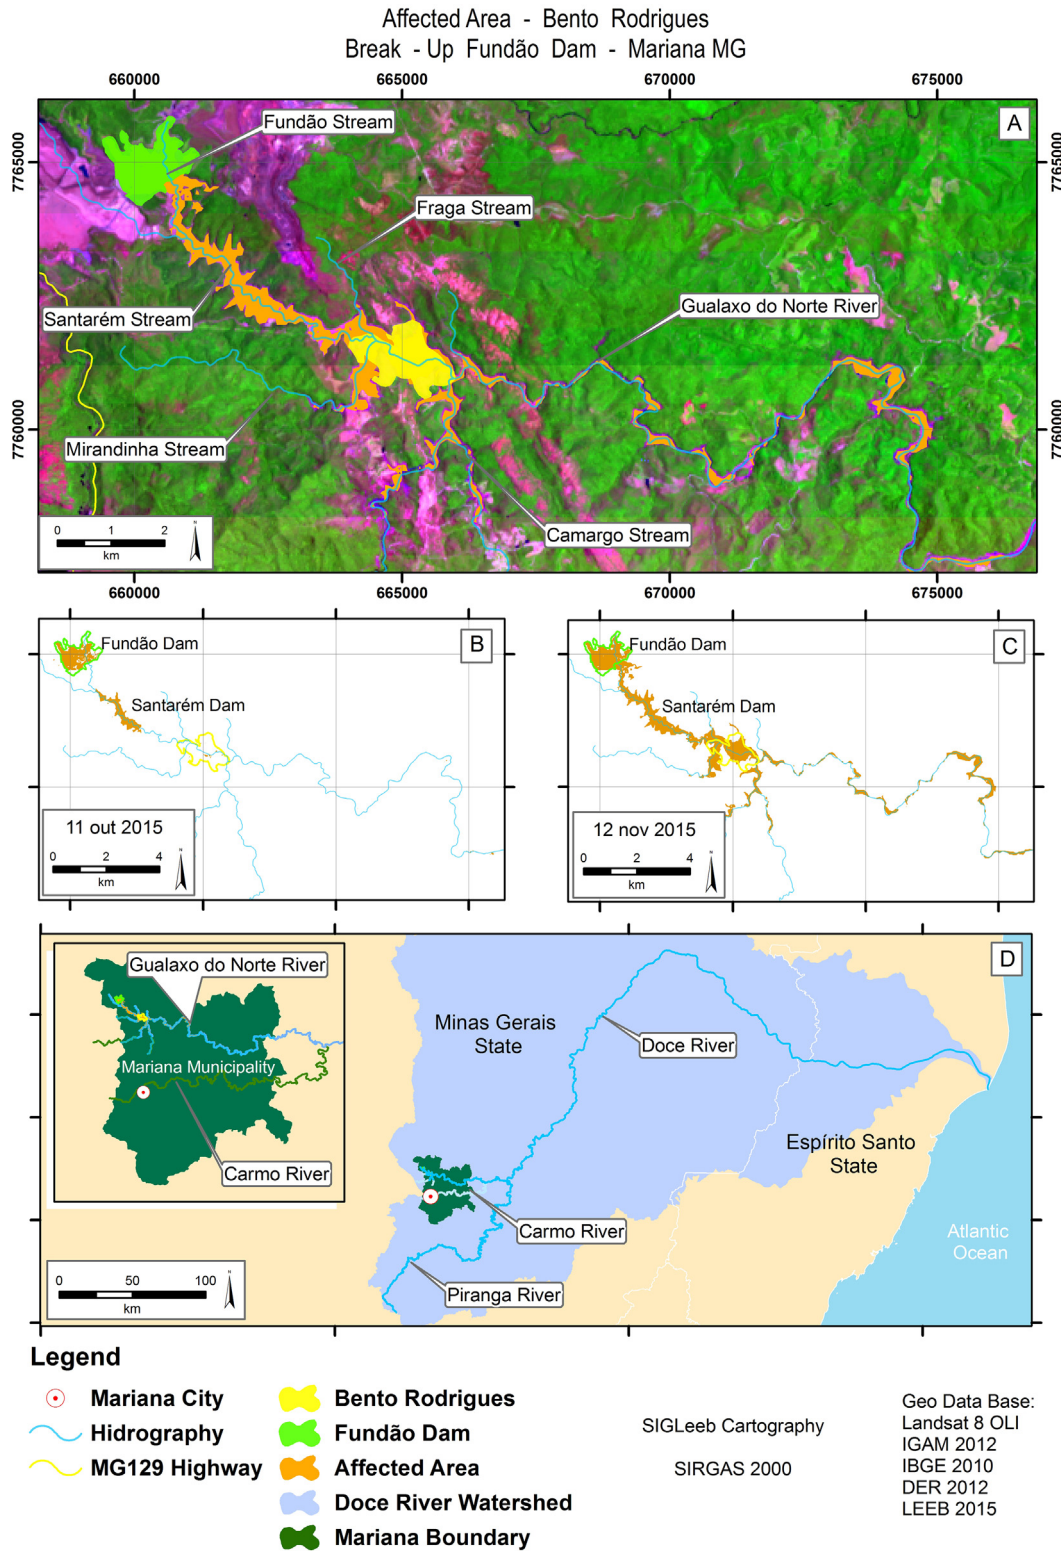 Affected Area - Bento Rodrigues
Break - Up Fundão Dam - Mariana MG
660000
665000
670000
675000
A
7765000
7765000
Fundão Stream
Fraga Stream
Gualaxo do Norte River
Santarém Stream
7760000
7760000
Mirandinha Stream
Camargo Stream
N
0 1 2
km
660000
665000
670000
675000
B
Fundão Dam
Santarém Dam
11 out 2015
N
0 2 4
km
C
Fundão Dam
Santarém Dam
12 nov 2015
N
0 2 4
km
D
Gualaxo do Norte River
Mariana Municipality
Carmo River
Minas Gerais
State
Doce River
Espírito Santo
State
Carmo River
Atlantic
Ocean
Piranga River
N
0 50 100
km
Legend
Mariana City
Hidrography
MG129 Highway
Bento Rodrigues
Fundão Dam
Affected Area
Doce River Watershed
Mariana Boundary
SIGLeeb Cartography
SIRGAS 2000
Geo Data Base:
Landsat 8 OLI
IGAM 2012
IBGE 2010
DER 2012
LEEB 2015